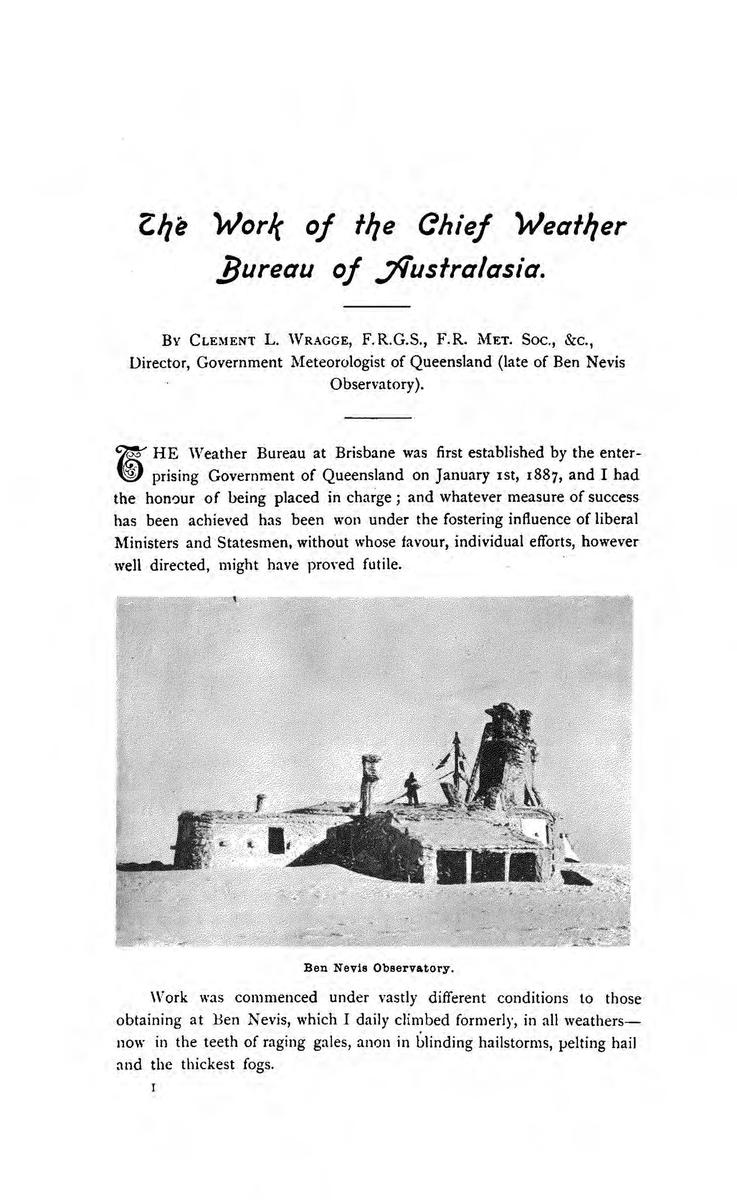 The Work of the Chief Weather
Bureau of Australasia.
By Clement L. Wragge, F.R.G.S., F.R. Met. Soc., &c.,
Director, Government Meteorologist of Queensland (late of Ben Nevis
Observatory).
THE Weather Bureau at Brisbane was first established by the enter-
prising Government of Queensland on January 1st, 1887, and I had
the honour of being placed in charge; and whatever measure of success
has been achieved has been won under the fostering influence of liberal
Ministers and Statesmen, without whose favour, individual efforts, however
well directed, might have proved futile.
Ben Nevis Observatory.
Work was commenced under vastly different conditions to those
obtaining at Ben Nevis, which I daily climbed formerly, in all weathers—
now in the teeth of raging gales, anon in blinding hailstorms, pelting hail
and the thickest fogs.
1